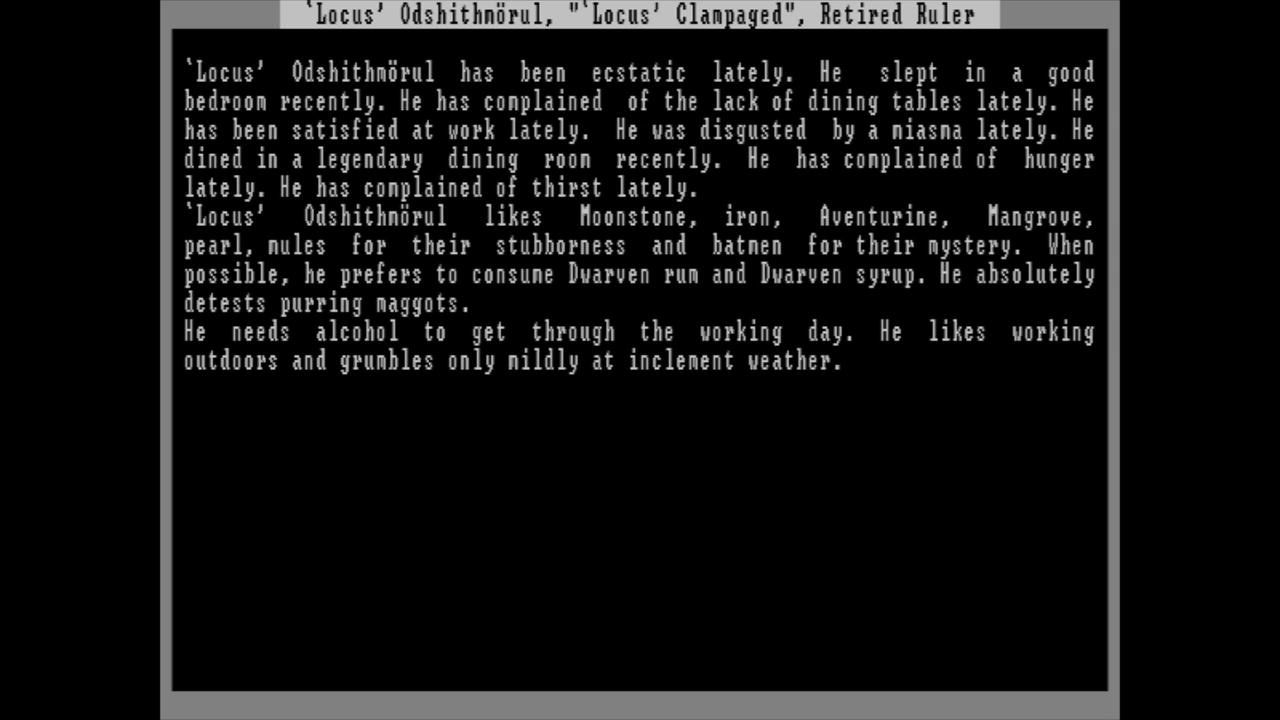 `Locus' Odshithmörul, "`Locus' Clampaged", Retired Ruler
`Locus' Odshithmörul has been ecstatic lately. He slept in a good
bedroom recently. He has complained of the lack of dining tables lately. He
has been satisfied at work lately. He was disgusted by a miasma lately. He
dined in a legendary dining room recently. He has complained of hunger
lately. He has complained of thirst lately.
`Locus' Odshithmörul likes Moonstone, iron, Aventurine, Mangrove,
pearl, mules for their stubborness and batmen for their mystery. When
possible, he prefers to consume Dwarven rum and Dwarven syrup. He absolutely
detests purring maggots.
He needs alcohol to get through the working day. He likes working
outdoors and grumbles only mildly at inclement weather.